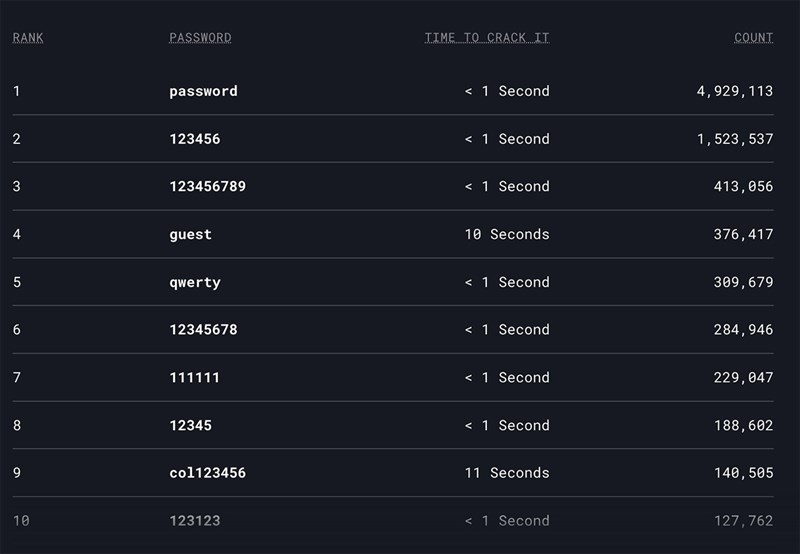 RANK PASSWORD TIME TO CRACK IT COUNT
1 password < 1 Second 4,929,113
2 123456 < 1 Second 1,523,537
3 123456789 < 1 Second 413,056
4 guest 10 Seconds 376,417
5 qwerty < 1 Second 309,679
6 12345678 < 1 Second 284,946
7 111111 < 1 Second 229,047
8 12345 < 1 Second 188,602
9 col123456 11 Seconds 140,505
10 123123 < 1 Second 127,762